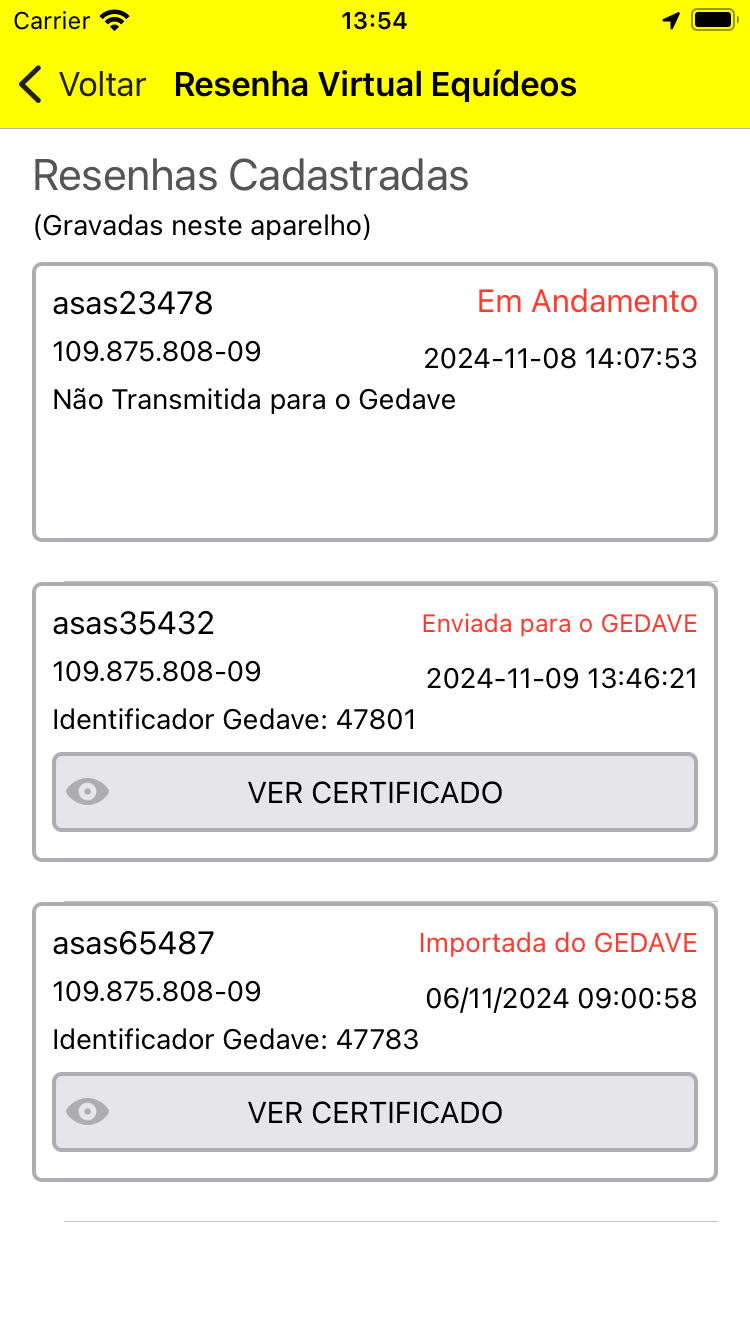 Carrier 13:54
Voltar Resenha Virtual Equídeos
Resenhas Cadastradas
(Gravadas neste aparelho)
asas23478 Em Andamento
109.875.808-09 2024-11-08 14:07:53
Não Transmitida para o Gedave
asas35432 Enviada para o GEDAVE
109.875.808-09 2024-11-09 13:46:21
Identificador Gedave: 47801
VER CERTIFICADO
asas65487 Importada do GEDAVE
109.875.808-09 06/11/2024 09:00:58
Identificador Gedave: 47783
VER CERTIFICADO